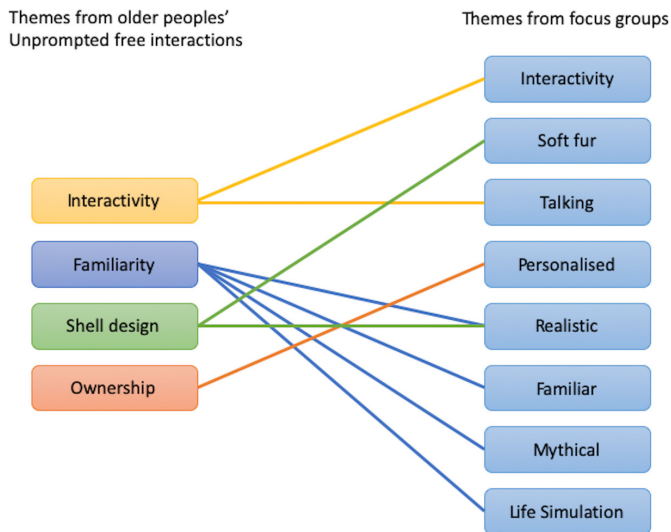 Themes from older peoples’
Unprompted free interactions
Themes from focus groups
Interactivity
Familiarity
Shell design
Ownership
Interactivity
Soft fur
Talking
Personalised
Realistic
Familiar
Mythical
Life Simulation